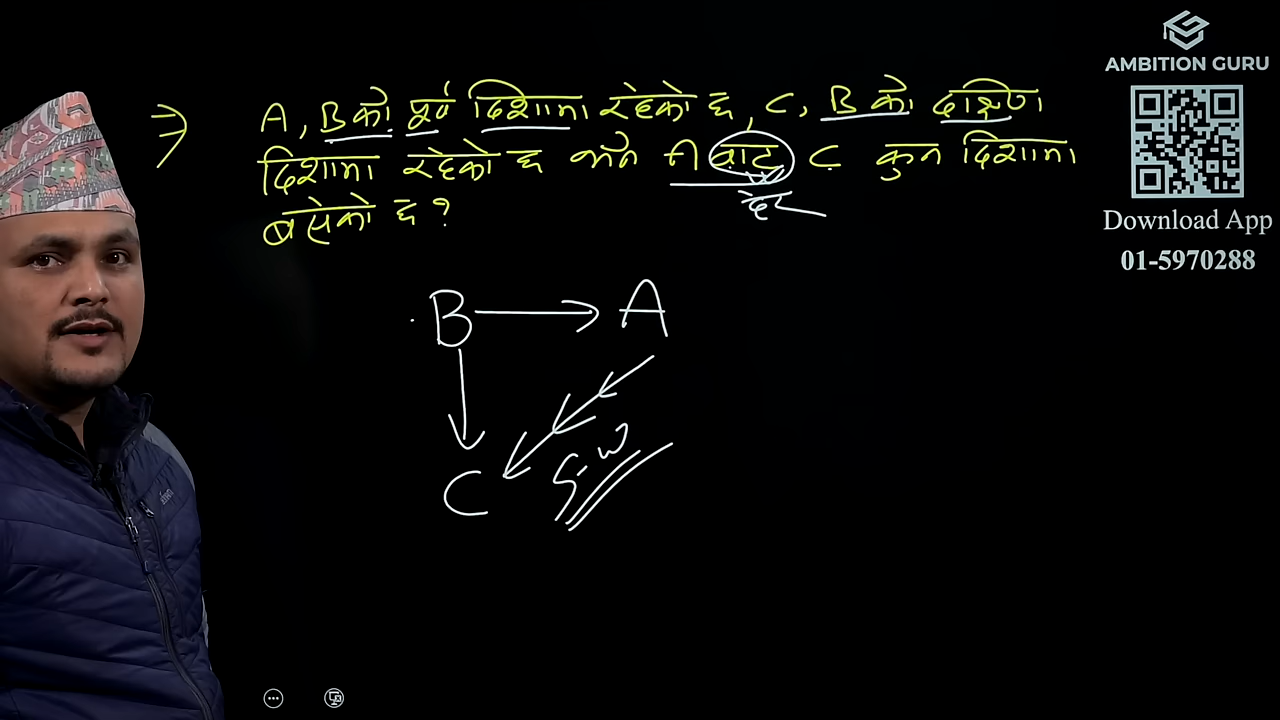 A, B को पूर्व दिशामा रहेको छ, C, B को दक्षिण
दिशामा रहेको छ भने A बाट C कुन दिशामा
बसेको छ ?
B A
C S-W
AMBITION GURU
Download App
01-5970288